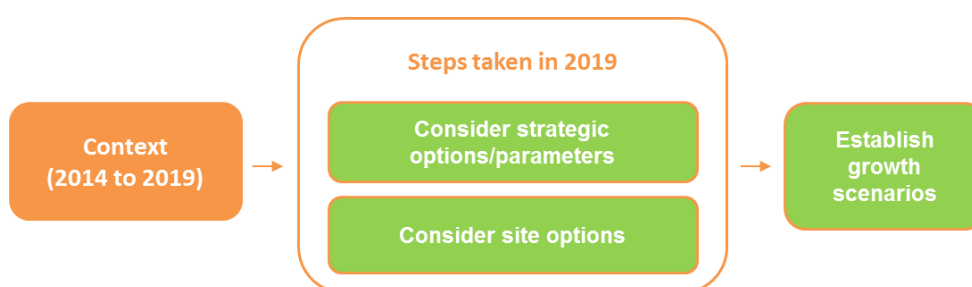 Context
(2014 to 2019)
Steps taken in 2019
Consider strategic
options/parameters
Consider site options
Establish
growth
scenarios